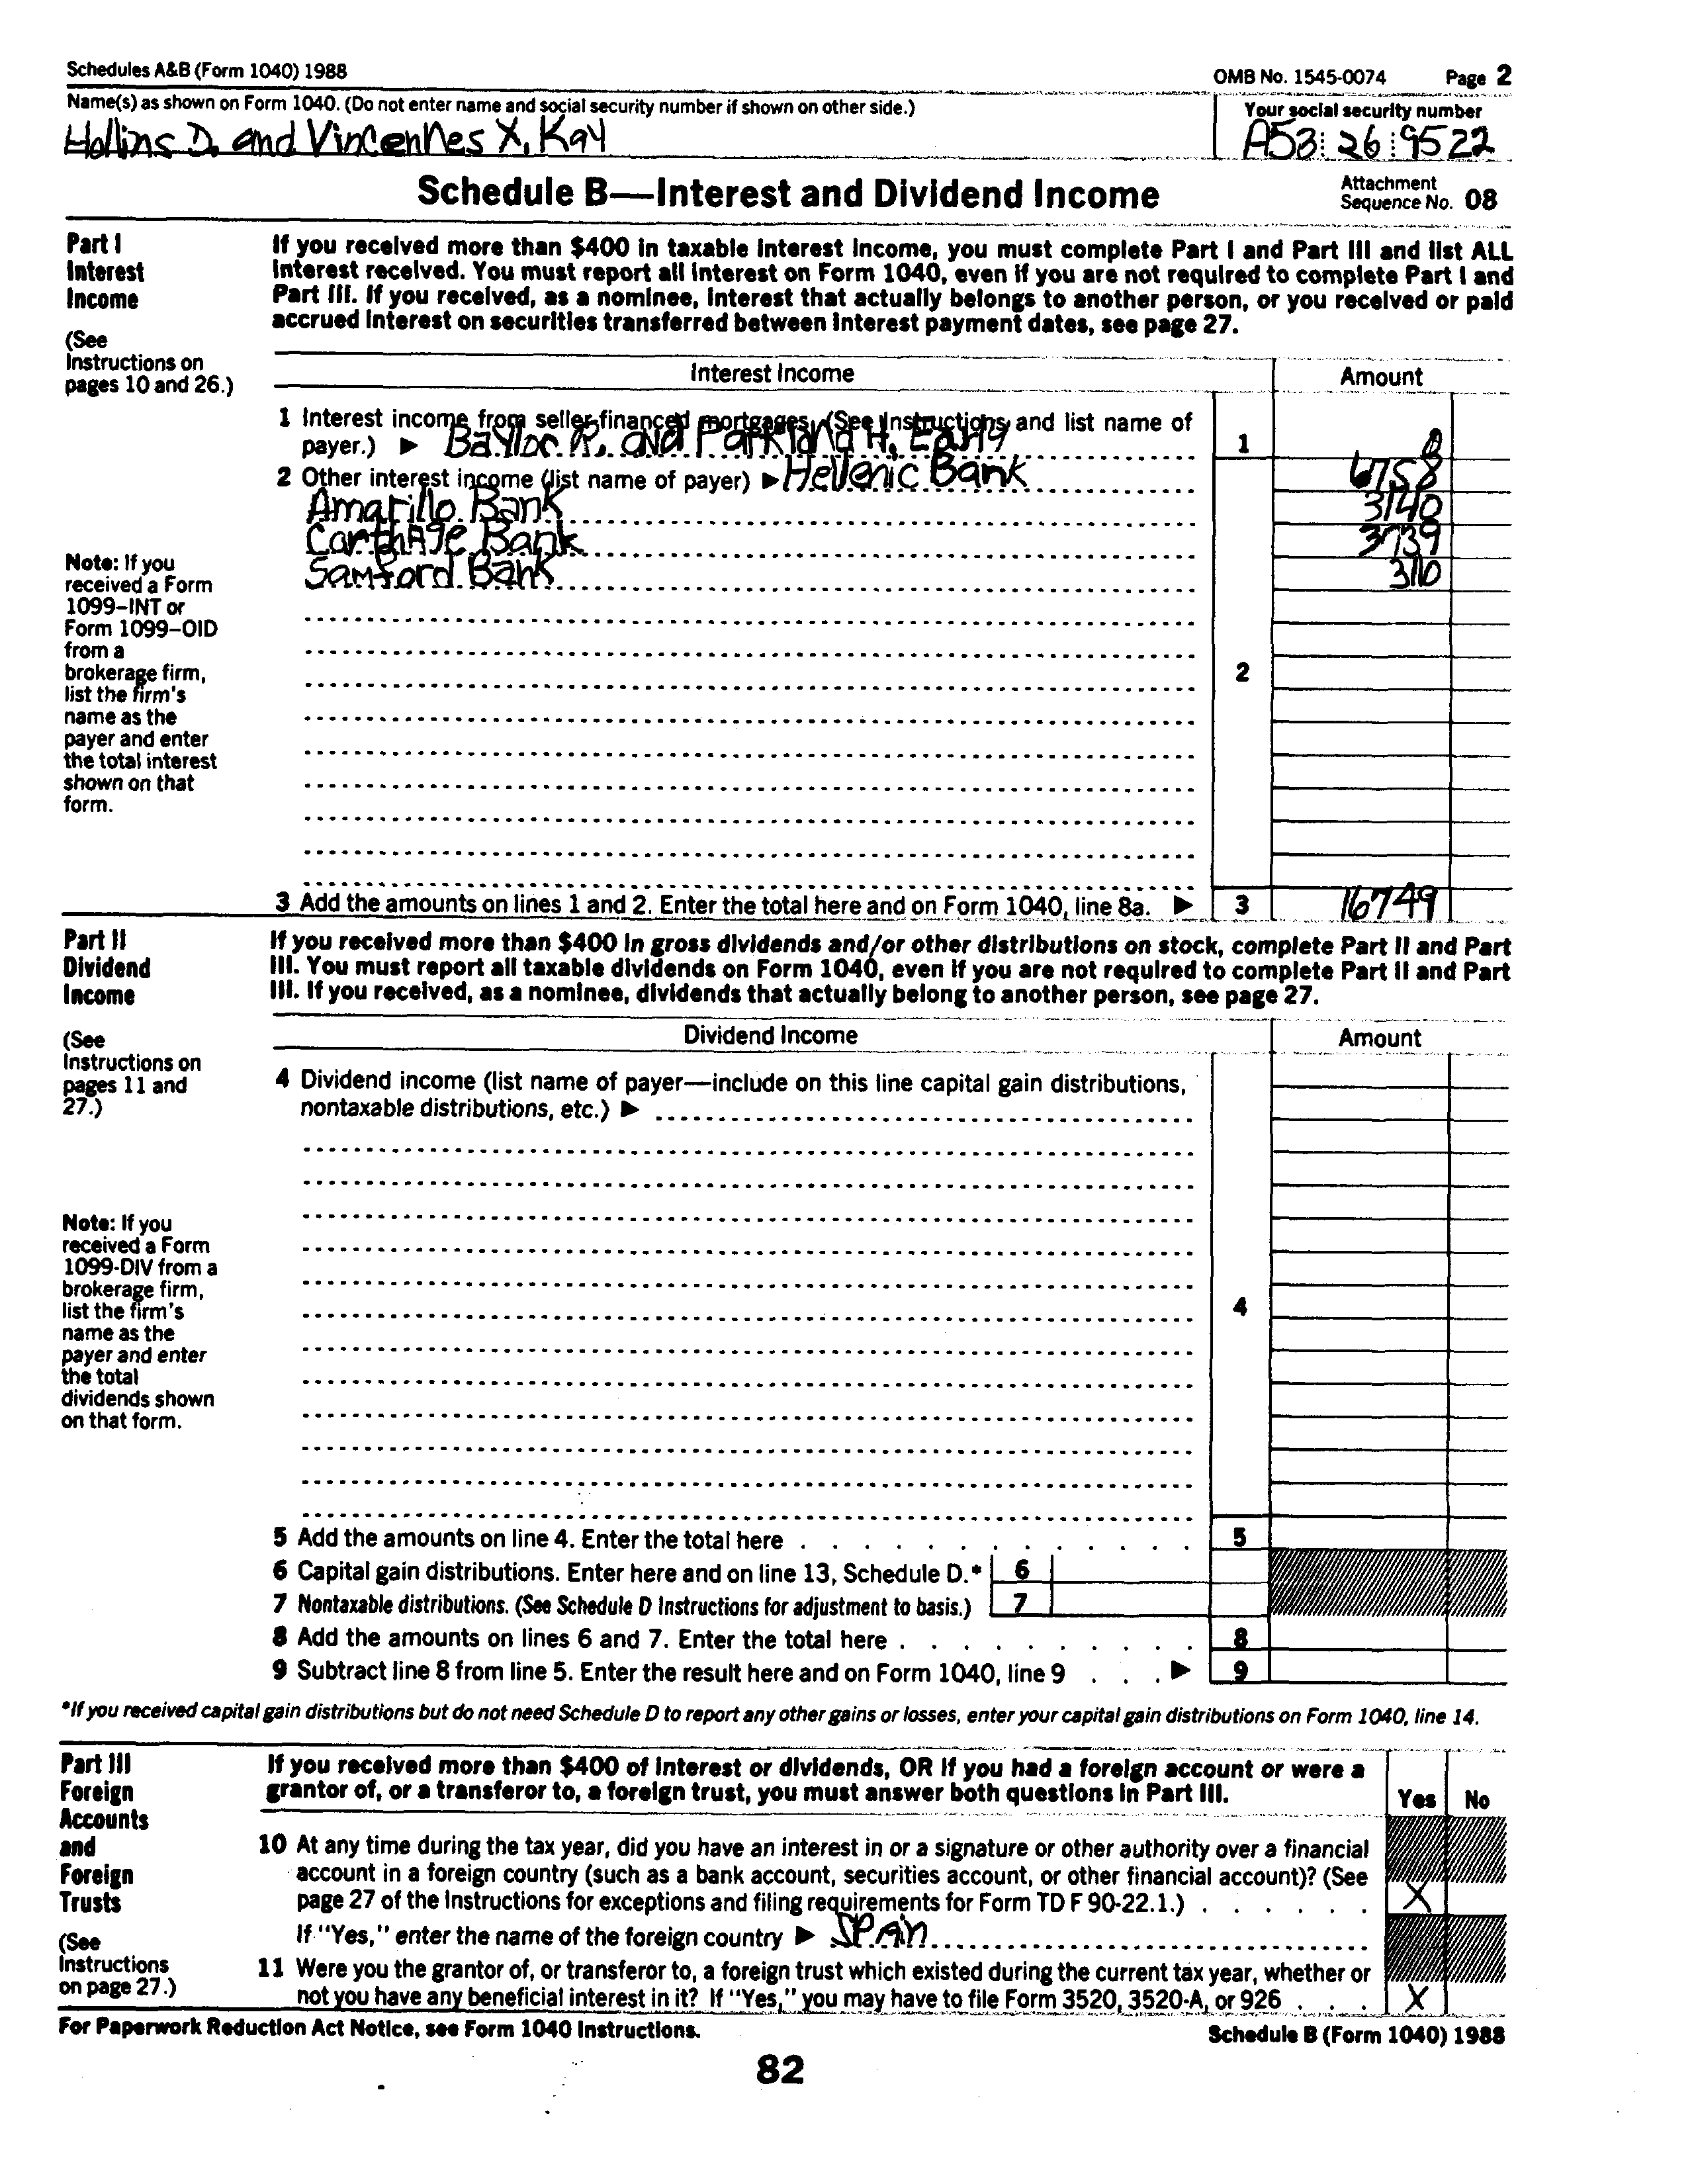 Schedules A&B (Form 1040) 1988 OMB No. 1545-0074 Page 2
Name(s) as shown on Form 1040. (Do not enter name and social security number if shown on other side.) Your social security number
Hollins D. and Vincennes X. Kay A53 26 9522
Schedule B—Interest and Dividend Income Attachment Sequence No. 08
Part I
Interest
Income
(See
Instructions on
pages 10 and 26.)
If you received more than $400 in taxable interest income, you must complete Part I and Part III and list ALL
interest received. You must report all interest on Form 1040, even if you are not required to complete Part I and
Part III. If you received, as a nominee, interest that actually belongs to another person, or you received or paid
accrued interest on securities transferred between interest payment dates, see page 27.
Interest Income Amount
1 Interest income from seller-financed mortgages. (See Instructions and list name of
payer.) ▶ Baylor R. and Parkland H. Early 1
2 Other interest income (list name of payer) ▶ Hellenic Bank 6758
Amarillo Bank 3140
Carthage Bank 3739
Samford Bank 3110
Note: If you
received a Form
1099–INT or
Form 1099–OID
from a
brokerage firm,
list the firm's
name as the
payer and enter
the total interest
shown on that
form.
2
3 Add the amounts on lines 1 and 2. Enter the total here and on Form 1040, line 8a. ▶ 3 16749
Part II
Dividend
Income
(See
Instructions on
pages 11 and
27.)
If you received more than $400 in gross dividends and/or other distributions on stock, complete Part II and Part
III. You must report all taxable dividends on Form 1040, even if you are not required to complete Part II and Part
III. If you received, as a nominee, dividends that actually belong to another person, see page 27.
Dividend Income Amount
4 Dividend income (list name of payer—include on this line capital gain distributions,
nontaxable distributions, etc.) ▶
Note: If you
received a Form
1099-DIV from a
brokerage firm,
list the firm's
name as the
payer and enter
the total
dividends shown
on that form.
4
5 Add the amounts on line 4. Enter the total here . . . . . . . . . . . . 5
6 Capital gain distributions. Enter here and on line 13, Schedule D.* 6
7 Nontaxable distributions. (See Schedule D Instructions for adjustment to basis.) 7
8 Add the amounts on lines 6 and 7. Enter the total here . . . . . . . . . . 8
9 Subtract line 8 from line 5. Enter the result here and on Form 1040, line 9 . . . ▶ 9
*If you received capital gain distributions but do not need Schedule D to report any other gains or losses, enter your capital gain distributions on Form 1040, line 14.
Part III
Foreign
Accounts
and
Foreign
Trusts
(See
Instructions
on page 27.)
If you received more than $400 of interest or dividends, OR if you had a foreign account or were a
grantor of, or a transferor to, a foreign trust, you must answer both questions in Part III. Yes No
10 At any time during the tax year, did you have an interest in or a signature or other authority over a financial
account in a foreign country (such as a bank account, securities account, or other financial account)? (See
page 27 of the Instructions for exceptions and filing requirements for Form TD F 90-22.1.) . . . . . . X
If "Yes," enter the name of the foreign country ▶ Spain
11 Were you the grantor of, or transferor to, a foreign trust which existed during the current tax year, whether or
not you have any beneficial interest in it? If "Yes," you may have to file Form 3520, 3520-A, or 926 . . . X
For Paperwork Reduction Act Notice, see Form 1040 Instructions. Schedule B (Form 1040) 1988
82